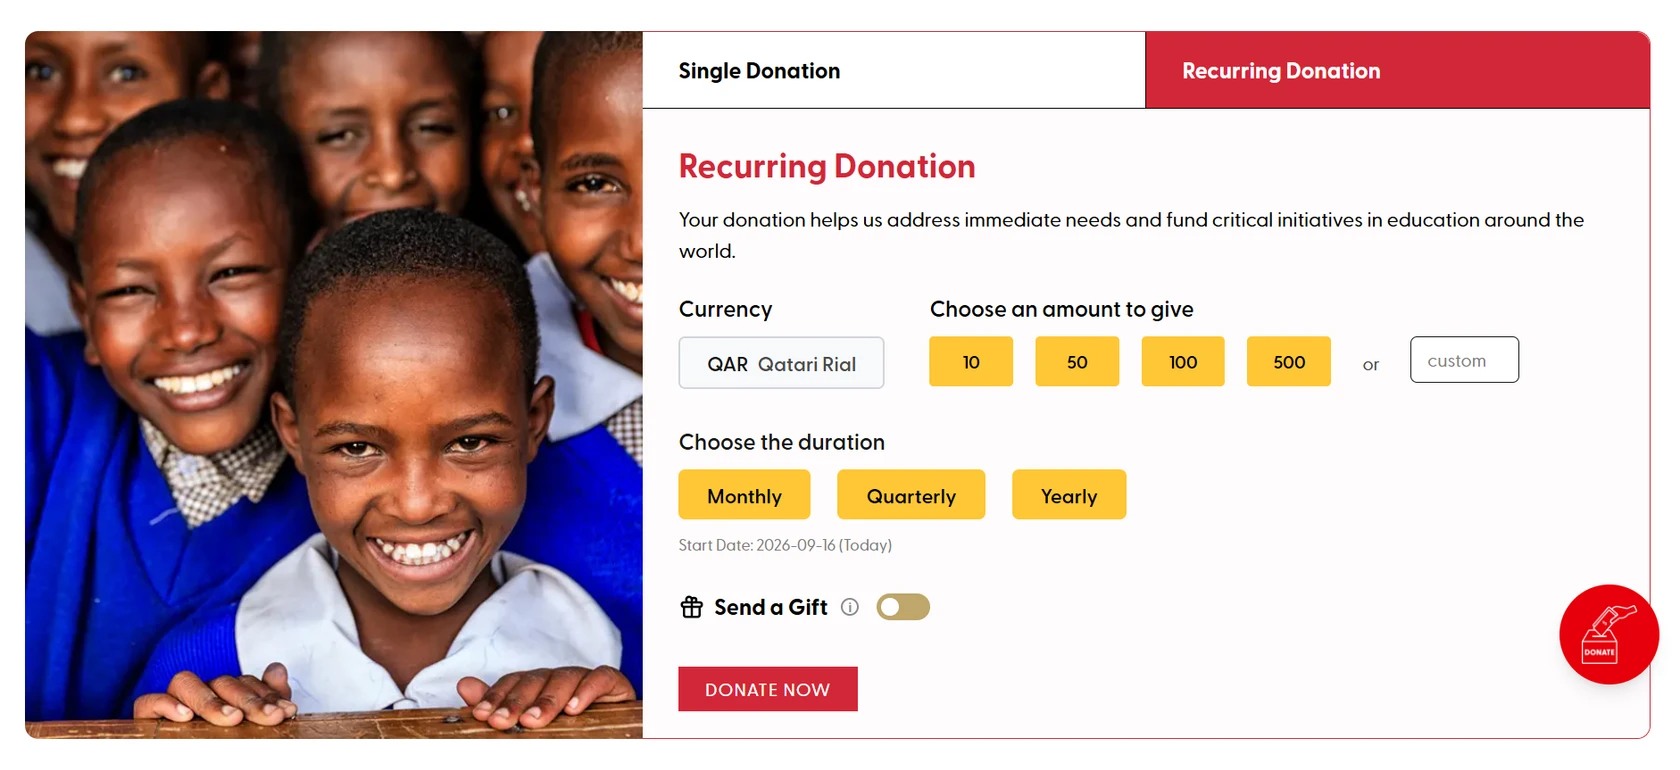 Single Donation
Recurring Donation
Recurring Donation
Your donation helps us address immediate needs and fund critical initiatives in education around the
world.
Currency
Choose an amount to give
QAR Qatari Rial
10
50
100
500
or
custom
Choose the duration
Monthly
Quarterly
Yearly
Start Date: 2026-09-16 (Today)
Send a Gift
DONATE
DONATE NOW